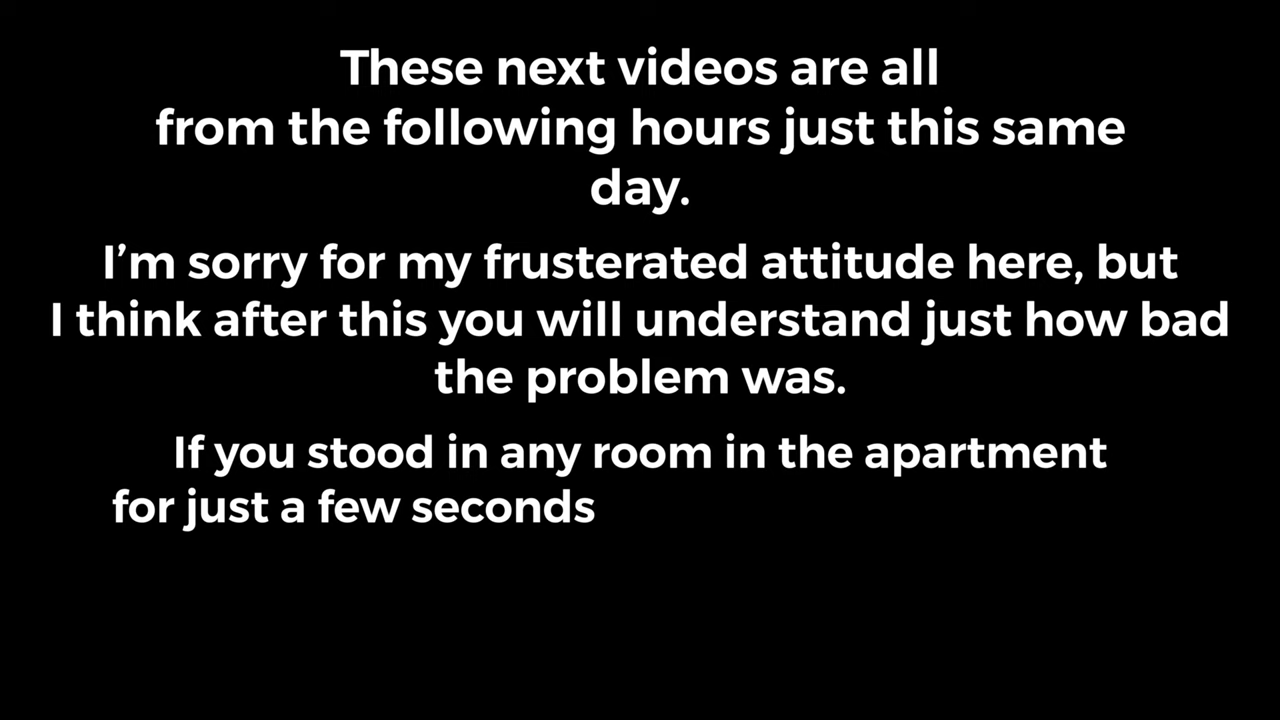 These next videos are all
from the following hours just this same
day.
I’m sorry for my frusterated attitude here, but
I think after this you will understand just how bad
the problem was.
If you stood in any room in the apartment
for just a few seconds